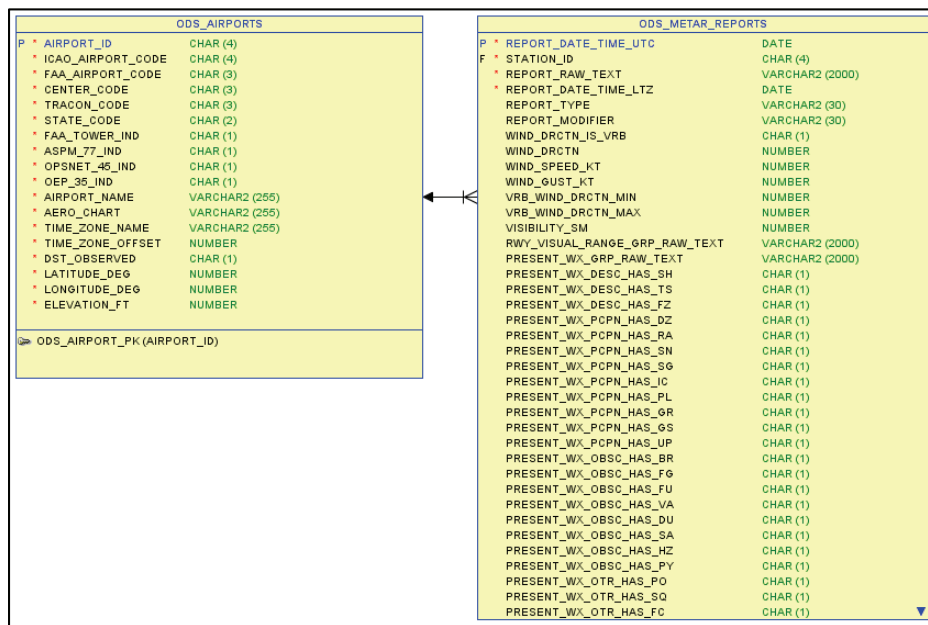 ODS_AIRPORTS
P * AIRPORT_ID CHAR (4)
* ICAO_AIRPORT_CODE CHAR (4)
* FAA_AIRPORT_CODE CHAR (3)
* CENTER_CODE CHAR (3)
* TRACON_CODE CHAR (3)
* STATE_CODE CHAR (2)
* FAA_TOWER_IND CHAR (1)
* ASPM_77_IND CHAR (1)
* OPSNET_45_IND CHAR (1)
* OEP_35_IND CHAR (1)
* AIRPORT_NAME VARCHAR2 (255)
* AERO_CHART VARCHAR2 (255)
* TIME_ZONE_NAME VARCHAR2 (255)
* TIME_ZONE_OFFSET NUMBER
* DST_OBSERVED CHAR (1)
* LATITUDE_DEG NUMBER
* LONGITUDE_DEG NUMBER
* ELEVATION_FT NUMBER
ODS_AIRPORT_PK (AIRPORT_ID)
ODS_METAR_REPORTS
P * REPORT_DATE_TIME_UTC DATE
F * STATION_ID CHAR (4)
* REPORT_RAW_TEXT VARCHAR2 (2000)
* REPORT_DATE_TIME_LTZ DATE
REPORT_TYPE VARCHAR2 (30)
REPORT_MODIFIER VARCHAR2 (30)
WIND_DRCTN_IS_VRB CHAR (1)
WIND_DRCTN NUMBER
WIND_SPEED_KT NUMBER
WIND_GUST_KT NUMBER
VRB_WIND_DRCTN_MIN NUMBER
VRB_WIND_DRCTN_MAX NUMBER
VISIBILITY_SM NUMBER
RWY_VISUAL_RANGE_GRP_RAW_TEXT VARCHAR2 (2000)
PRESENT_WX_GRP_RAW_TEXT VARCHAR2 (2000)
PRESENT_WX_DESC_HAS_SH CHAR (1)
PRESENT_WX_DESC_HAS_TS CHAR (1)
PRESENT_WX_DESC_HAS_FZ CHAR (1)
PRESENT_WX_PCPN_HAS_DZ CHAR (1)
PRESENT_WX_PCPN_HAS_RA CHAR (1)
PRESENT_WX_PCPN_HAS_SN CHAR (1)
PRESENT_WX_PCPN_HAS_SG CHAR (1)
PRESENT_WX_PCPN_HAS_IC CHAR (1)
PRESENT_WX_PCPN_HAS_PL CHAR (1)
PRESENT_WX_PCPN_HAS_GR CHAR (1)
PRESENT_WX_PCPN_HAS_GS CHAR (1)
PRESENT_WX_PCPN_HAS_UP CHAR (1)
PRESENT_WX_OBSC_HAS_BR CHAR (1)
PRESENT_WX_OBSC_HAS_FG CHAR (1)
PRESENT_WX_OBSC_HAS_FU CHAR (1)
PRESENT_WX_OBSC_HAS_VA CHAR (1)
PRESENT_WX_OBSC_HAS_DU CHAR (1)
PRESENT_WX_OBSC_HAS_SA CHAR (1)
PRESENT_WX_OBSC_HAS_HZ CHAR (1)
PRESENT_WX_OBSC_HAS_PY CHAR (1)
PRESENT_WX_OTR_HAS_PO CHAR (1)
PRESENT_WX_OTR_HAS_SQ CHAR (1)
PRESENT_WX_OTR_HAS_FC CHAR (1)